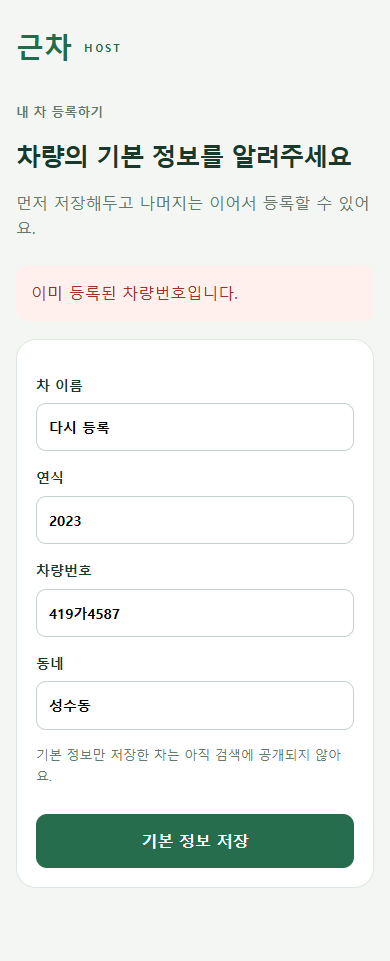 근차 HOST
내 차 등록하기
차량의 기본 정보를 알려주세요
먼저 저장해두고 나머지는 이어서 등록할 수 있어
요.
이미 등록된 차량번호입니다.
차 이름
다시 등록
연식
2023
차량번호
419가4587
동네
성수동
기본 정보만 저장한 차는 아직 검색에 공개되지 않아
요.
기본 정보 저장